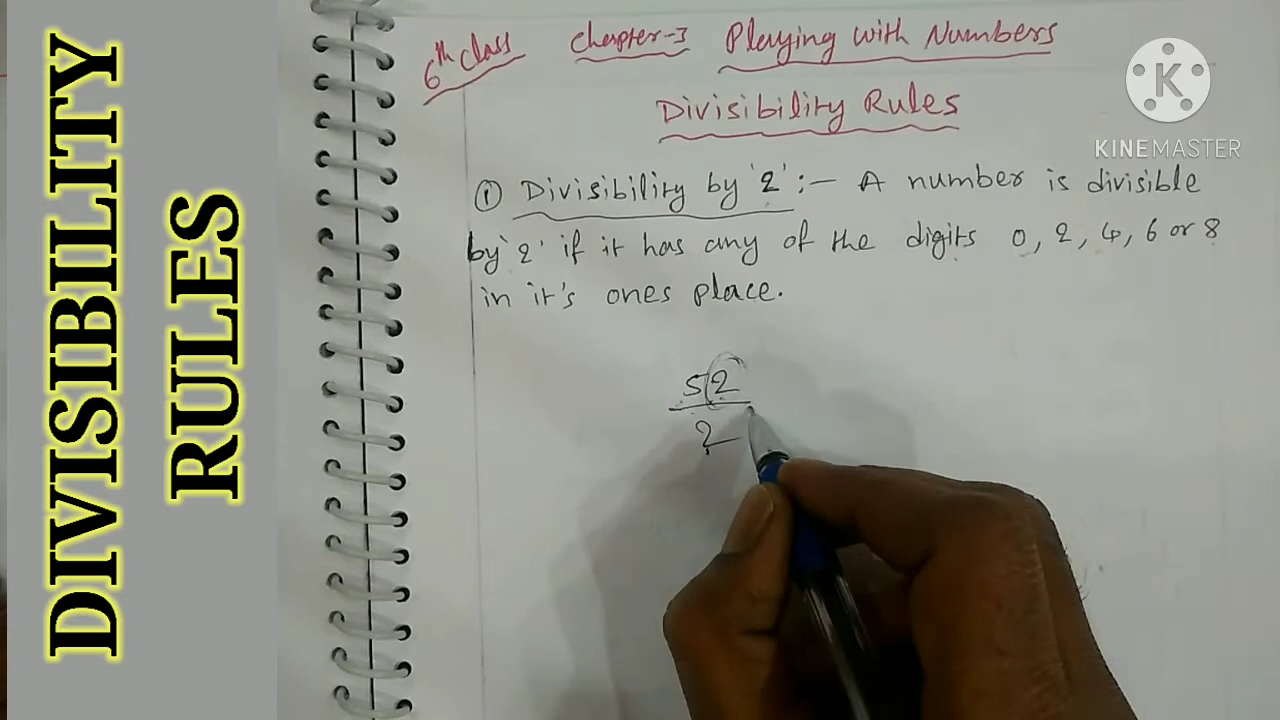 DIVISIBILITY
RULES
6th class Chapter-3 Playing with Numbers
Divisibility Rules
① Divisibility by '2' :- A number is divisible
by '2' if it has any of the digits 0, 2, 4, 6 or 8
in it's ones place.
52
2
K
KINEMASTER